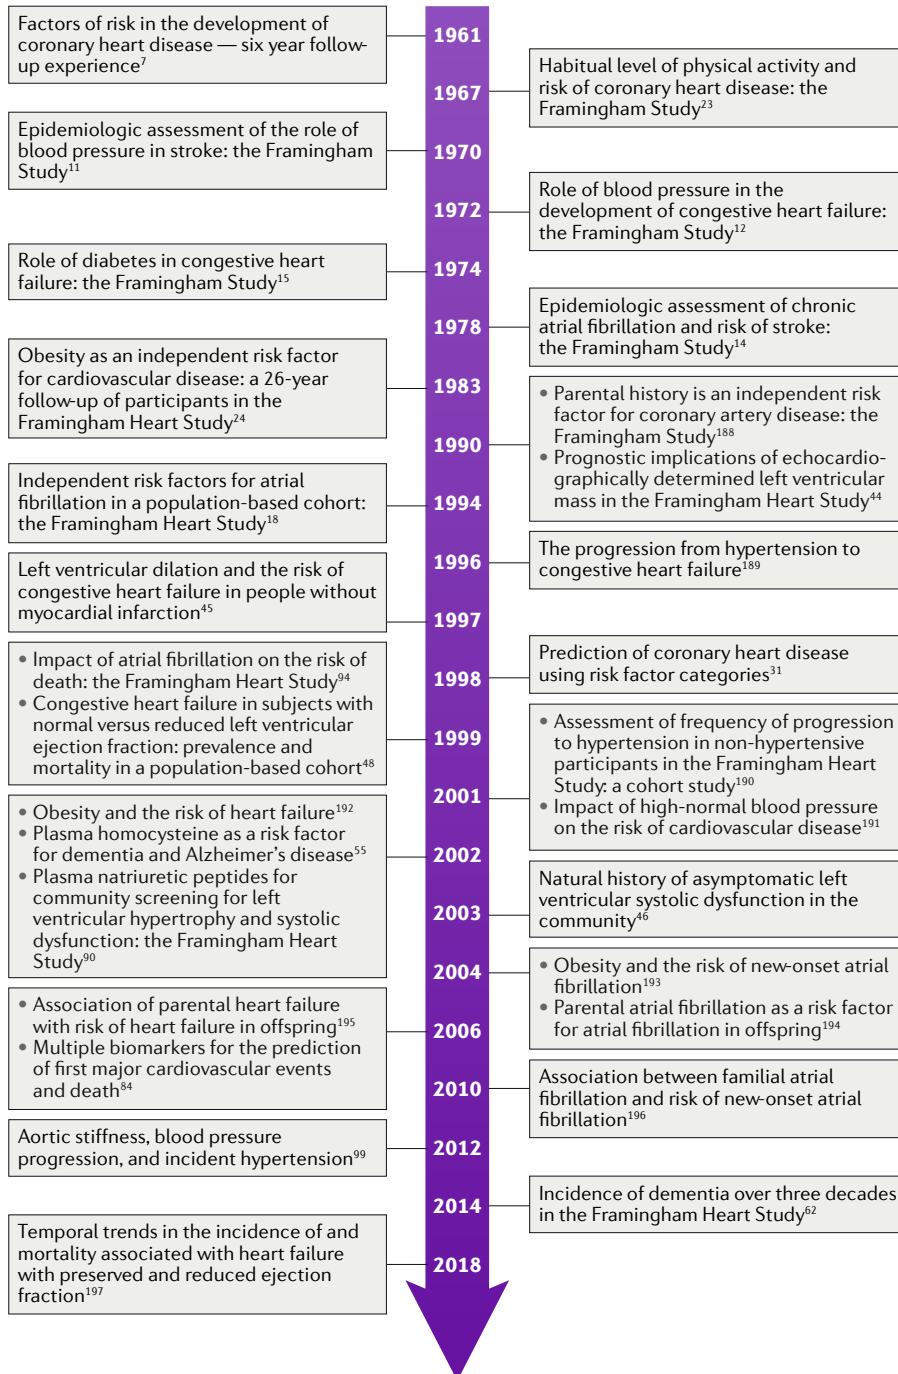 Factors of risk in the development of
coronary heart disease — six year follow-
up experience⁷
1961
1967
Habitual level of physical activity and
risk of coronary heart disease: the
Framingham Study²³
Epidemiologic assessment of the role of
blood pressure in stroke: the Framingham
Study¹¹
1970
1972
Role of blood pressure in the
development of congestive heart failure:
the Framingham Study¹²
Role of diabetes in congestive heart
failure: the Framingham Study¹⁵
1974
1978
Epidemiologic assessment of chronic
atrial fibrillation and risk of stroke:
the Framingham Study¹⁴
Obesity as an independent risk factor
for cardiovascular disease: a 26-year
follow-up of participants in the
Framingham Heart Study²⁴
1983
1990
• Parental history is an independent risk
factor for coronary artery disease: the
Framingham Study¹⁸⁸
• Prognostic implications of echocardio-
graphically determined left ventricular
mass in the Framingham Heart Study⁴⁴
Independent risk factors for atrial
fibrillation in a population-based cohort:
the Framingham Heart Study¹⁸
1994
1996
The progression from hypertension to
congestive heart failure¹⁸⁹
Left ventricular dilation and the risk of
congestive heart failure in people without
myocardial infarction⁴⁵
1997
1998
Prediction of coronary heart disease
using risk factor categories³¹
• Impact of atrial fibrillation on the risk of
death: the Framingham Heart Study⁹⁴
• Congestive heart failure in subjects with
normal versus reduced left ventricular
ejection fraction: prevalence and
mortality in a population-based cohort⁴⁸
1999
2001
• Assessment of frequency of progression
to hypertension in non-hypertensive
participants in the Framingham Heart
Study: a cohort study¹⁹⁰
• Impact of high-normal blood pressure
on the risk of cardiovascular disease¹⁹¹
• Obesity and the risk of heart failure¹⁹²
• Plasma homocysteine as a risk factor
for dementia and Alzheimer’s disease⁵⁵
• Plasma natriuretic peptides for
community screening for left
ventricular hypertrophy and systolic
dysfunction: the Framingham Heart
Study⁹⁰
2002
2003
Natural history of asymptomatic left
ventricular systolic dysfunction in the
community⁴⁶
2004
• Obesity and the risk of new-onset atrial
fibrillation¹⁹³
• Parental atrial fibrillation as a risk factor
for atrial fibrillation in offspring¹⁹⁴
• Association of parental heart failure
with risk of heart failure in offspring¹⁹⁵
• Multiple biomarkers for the prediction
of first major cardiovascular events
and death⁸⁴
2006
2010
Association between familial atrial
fibrillation and risk of new-onset atrial
fibrillation¹⁹⁶
Aortic stiffness, blood pressure
progression, and incident hypertension⁹⁹
2012
2014
Incidence of dementia over three decades
in the Framingham Heart Study⁶²
Temporal trends in the incidence of and
mortality associated with heart failure
with preserved and reduced ejection
fraction¹⁹⁷
2018